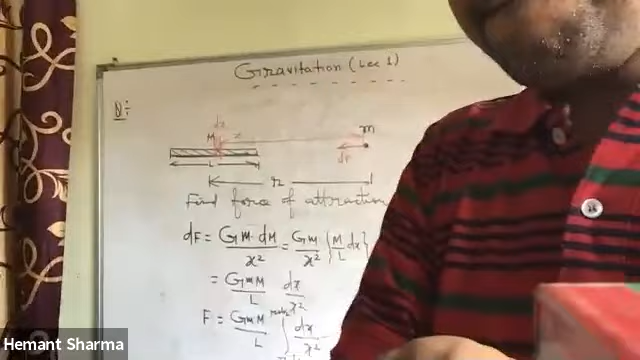 Gravitation (Lec 1)
Q:
dx
M x m
dF
L
r
Find force of attraction
dF = GM dM / x² = Gm / x² {M/L dx}
= GmM / L dx / x²
F = GmM / L ∫ dx / x²
Hemant Sharma